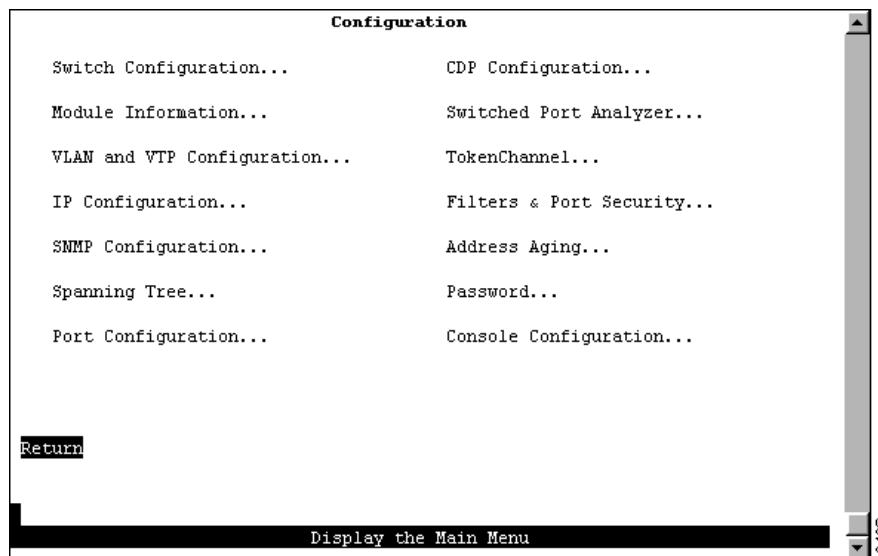 Configuration
Switch Configuration... CDP Configuration...
Module Information... Switched Port Analyzer...
VLAN and VTP Configuration... TokenChannel...
IP Configuration... Filters & Port Security...
SNMP Configuration... Address Aging...
Spanning Tree... Password...
Port Configuration... Console Configuration...
Return
Display the Main Menu